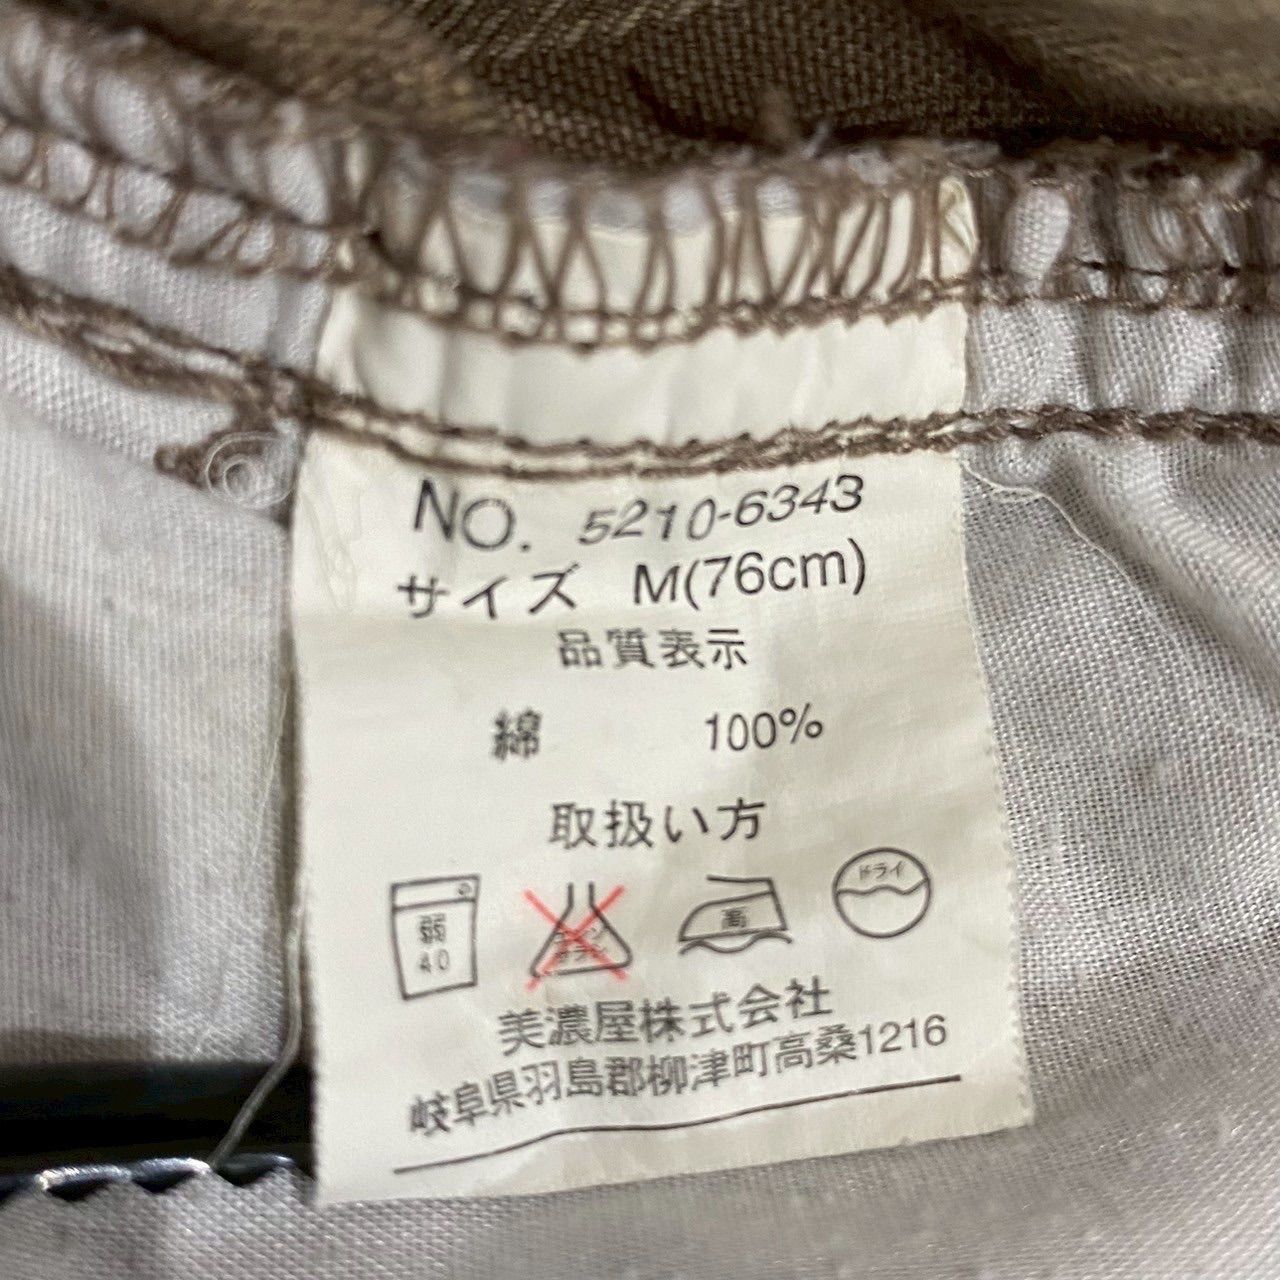 NO. 5210-6343
サイズ M(76cm)
品質表示
綿 100%
取扱い方
弱 40
高
ドライ
美濃屋株式会社
岐阜県羽島郡柳津町高桑1216